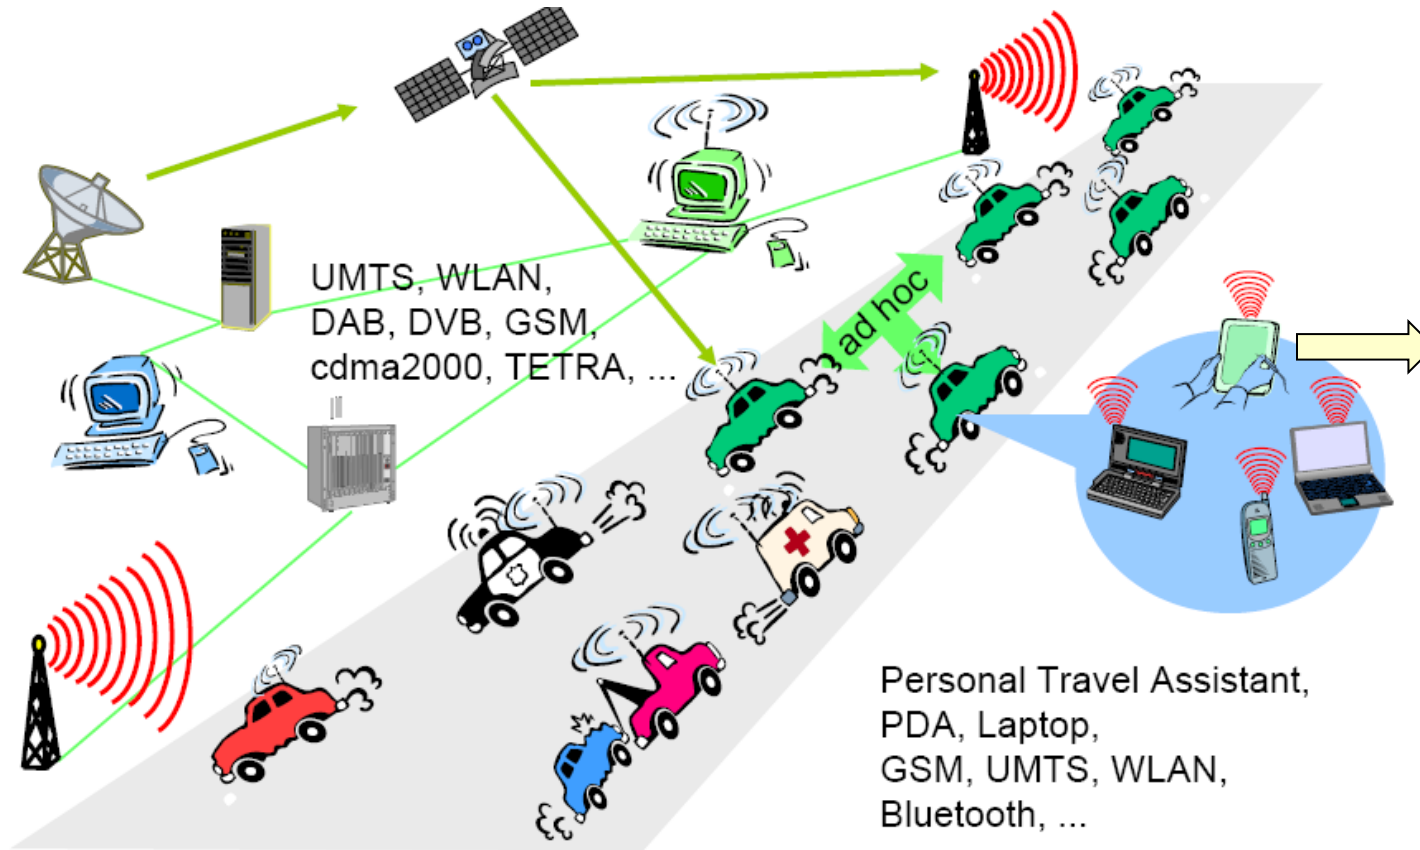 UMTS, WLAN,
DAB, DVB, GSM,
cdma2000, TETRA, ...
ad hoc
Personal Travel Assistant,
PDA, Laptop,
GSM, UMTS, WLAN,
Bluetooth, ...